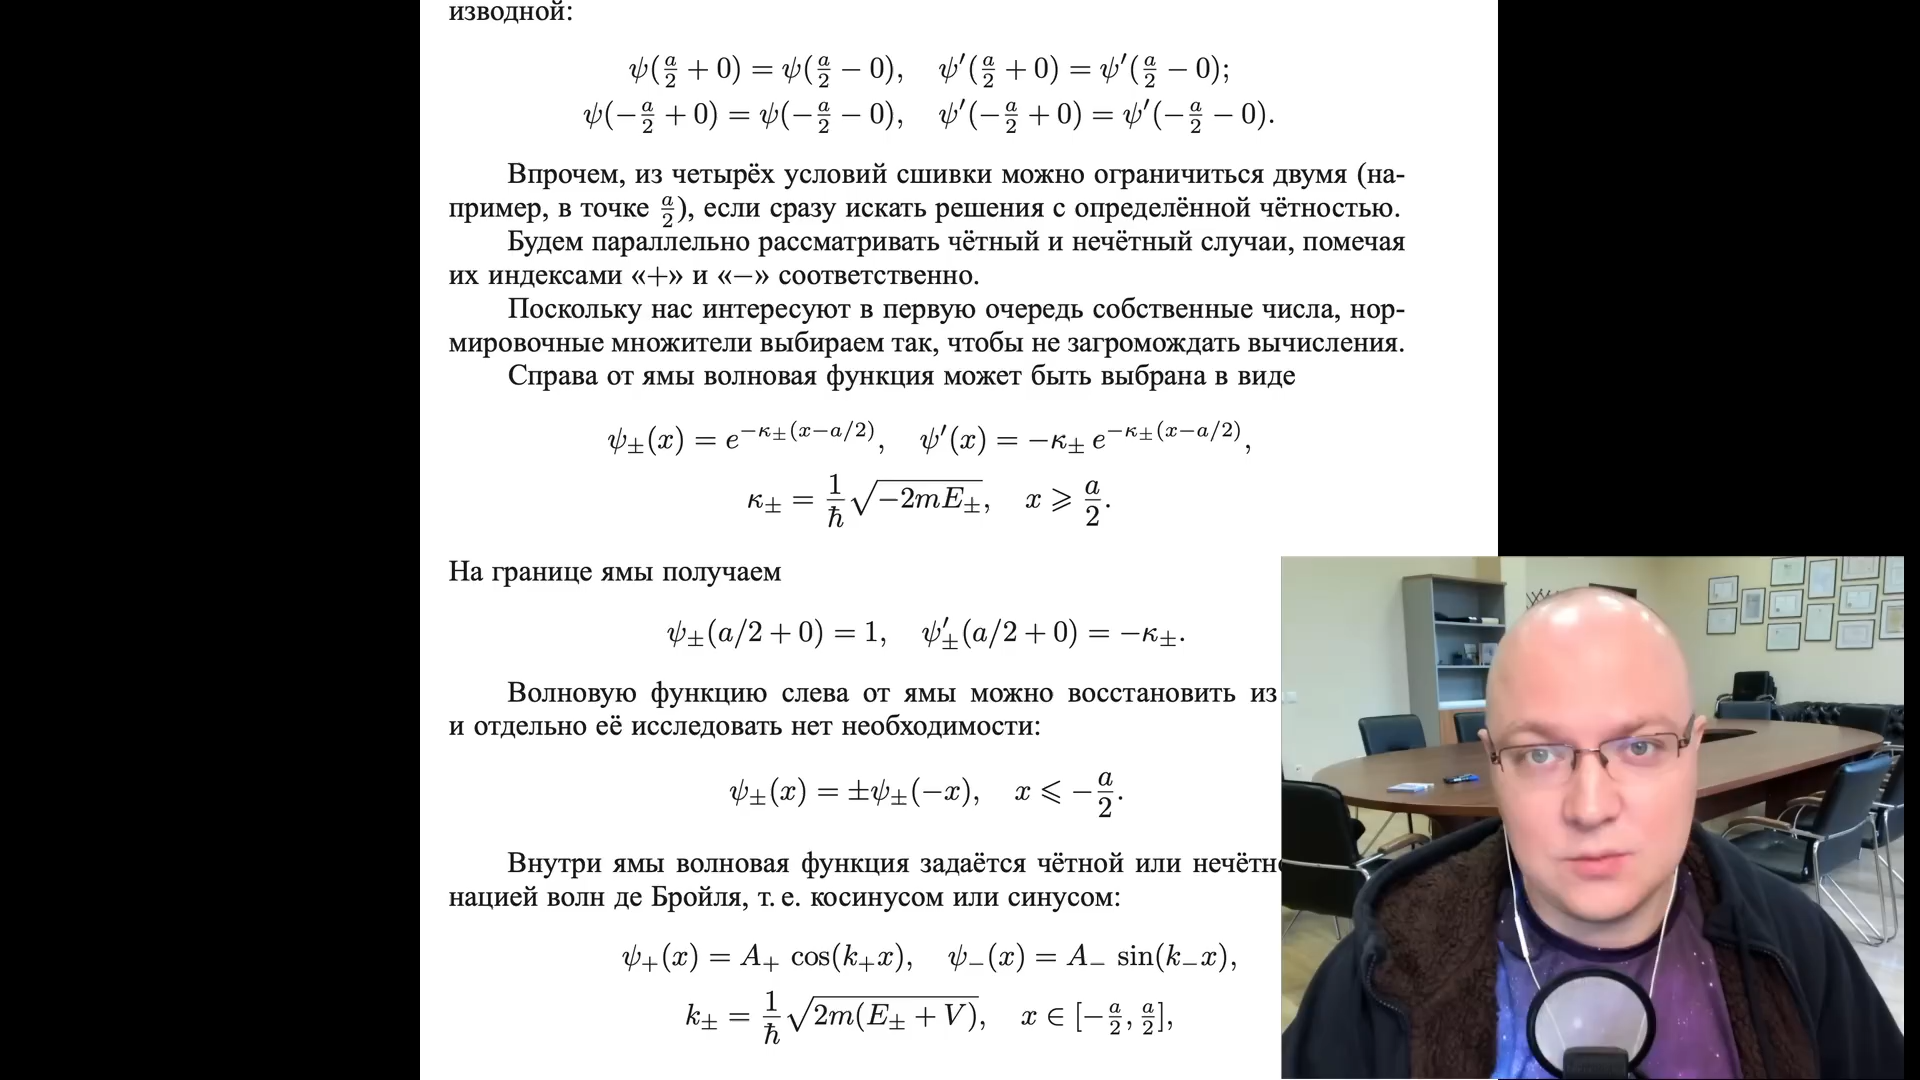 изводной:
ψ(a/2 + 0) = ψ(a/2 − 0), ψ′(a/2 + 0) = ψ′(a/2 − 0);
ψ(−a/2 + 0) = ψ(−a/2 − 0), ψ′(−a/2 + 0) = ψ′(−a/2 − 0).
Впрочем, из четырёх условий сшивки можно ограничиться двумя (на-
пример, в точке a/2), если сразу искать решения с определённой чётностью.
Будем параллельно рассматривать чётный и нечётный случаи, помечая
их индексами «+» и «−» соответственно.
Поскольку нас интересуют в первую очередь собственные числа, нор-
мировочные множители выбираем так, чтобы не загромождать вычисления.
Справа от ямы волновая функция может быть выбрана в виде
ψ±(x) = e^{−κ±(x−a/2)}, ψ′(x) = −κ± e^{−κ±(x−a/2)},
κ± = 1/ħ √(−2mE±), x ⩾ a/2.
На границе ямы получаем
ψ±(a/2 + 0) = 1, ψ′±(a/2 + 0) = −κ±.
Волновую функцию слева от ямы можно восстановить из
и отдельно её исследовать нет необходимости:
ψ±(x) = ±ψ±(−x), x ⩽ −a/2.
Внутри ямы волновая функция задаётся чётной или нечётн
нацией волн де Бройля, т. е. косинусом или синусом:
ψ₊(x) = A₊ cos(k₊x), ψ₋(x) = A₋ sin(k₋x),
k± = 1/ħ √(2m(E± + V)), x ∈ [−a/2, a/2],